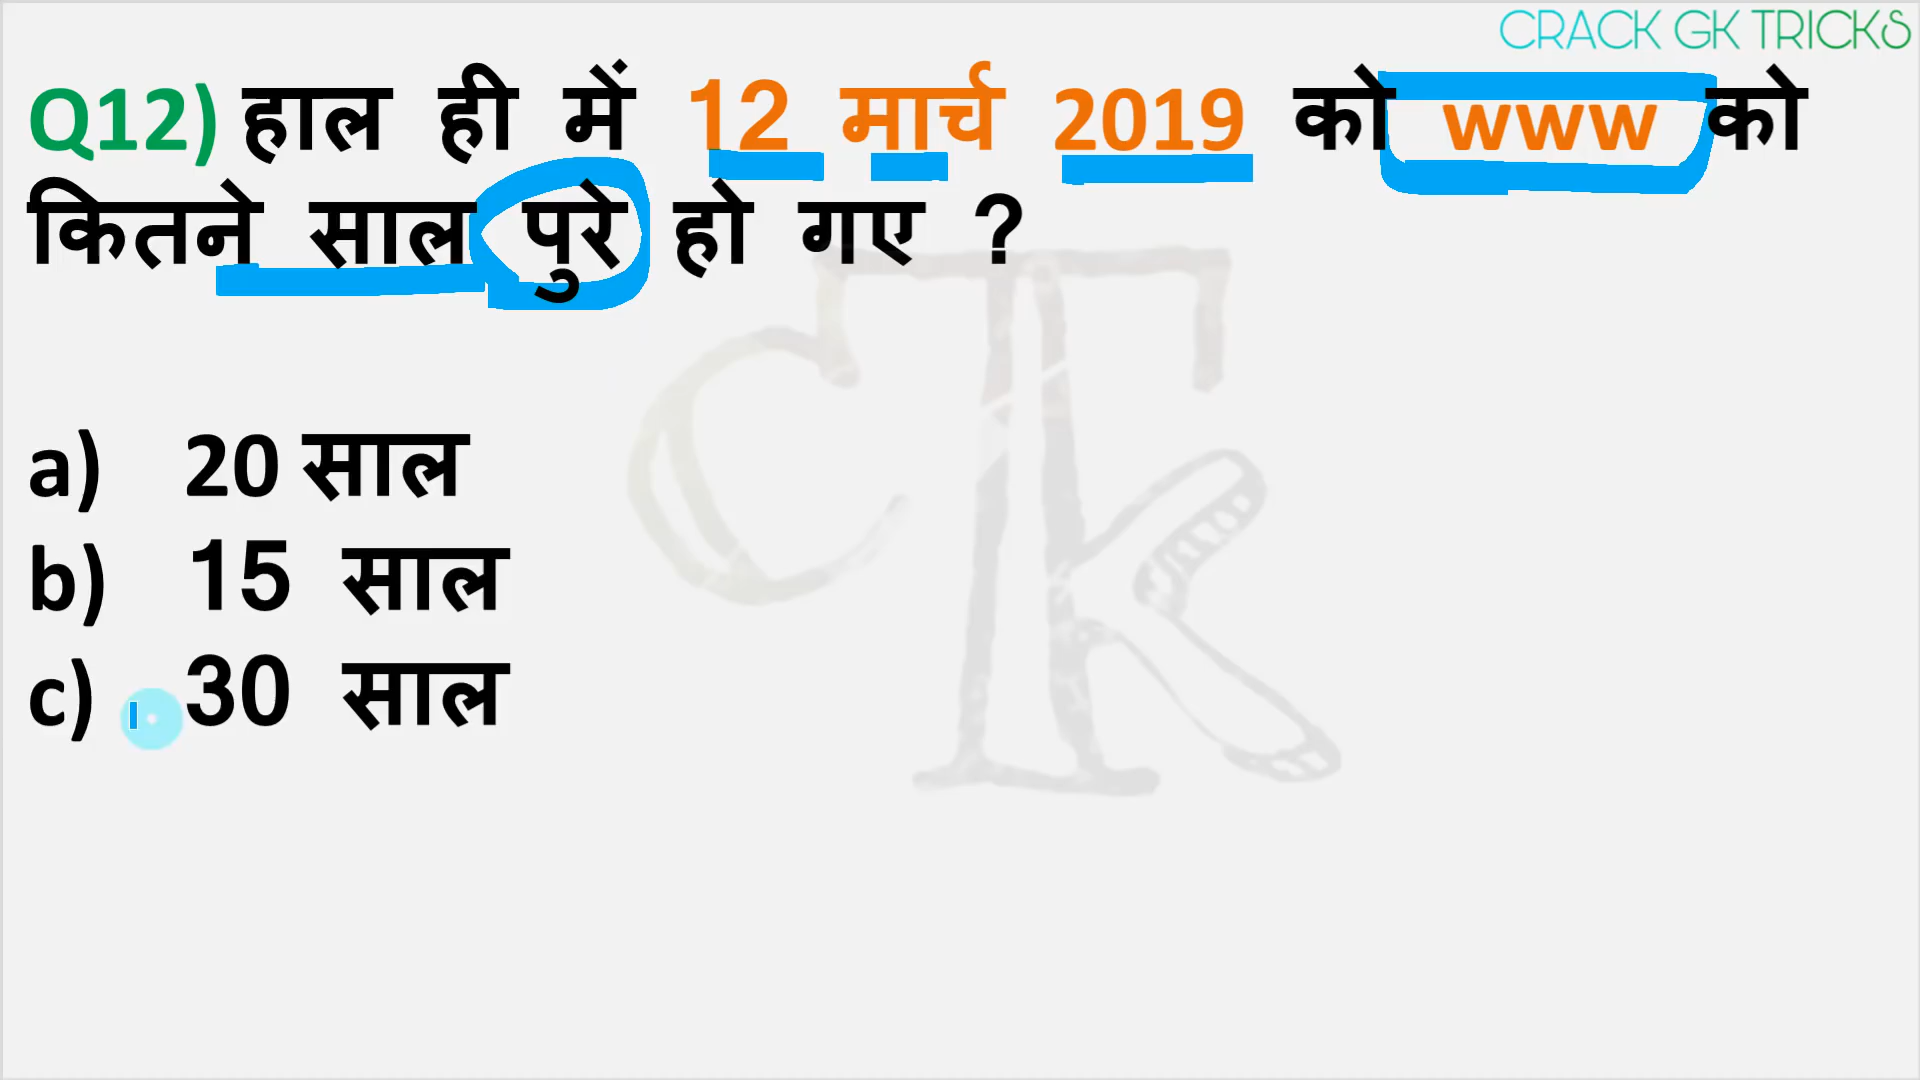 CRACK GK TRICKS
Q12) हाल ही में 12 मार्च 2019 को www को
कितने साल पुरे हो गए ?
a) 20 साल
b) 15 साल
c) 30 साल